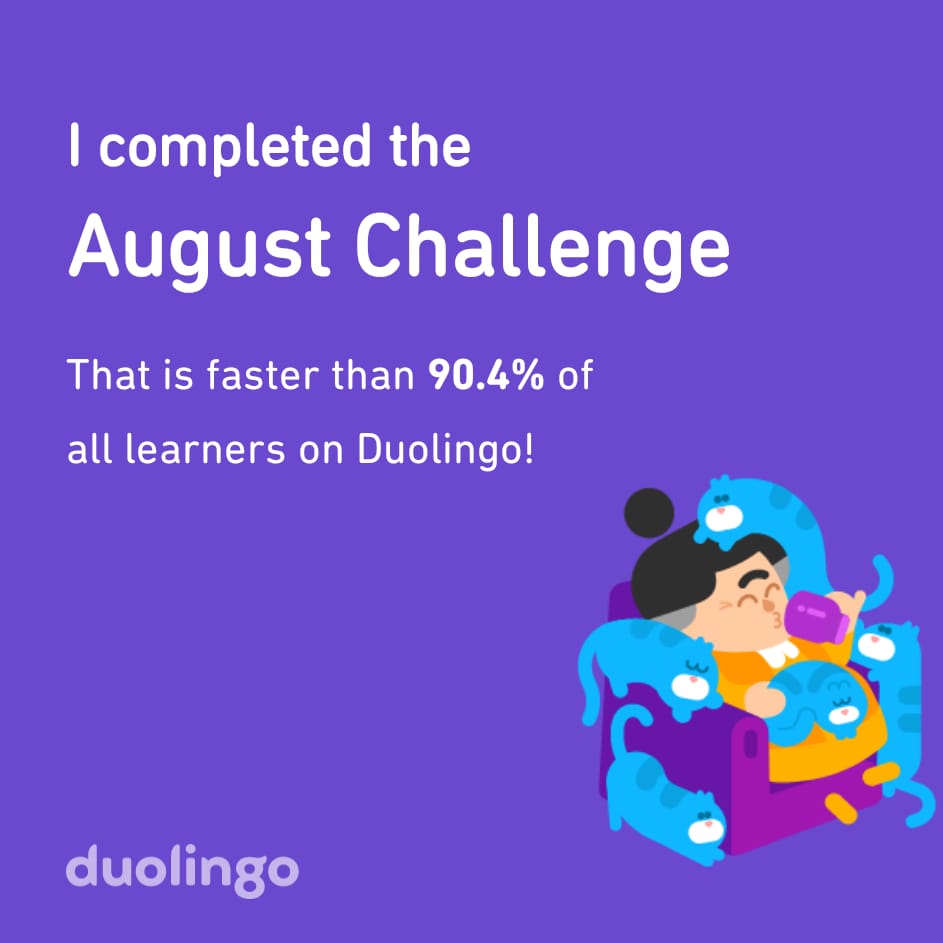 I completed the
August Challenge
That is faster than 90.4% of
all learners on Duolingo!
duolingo